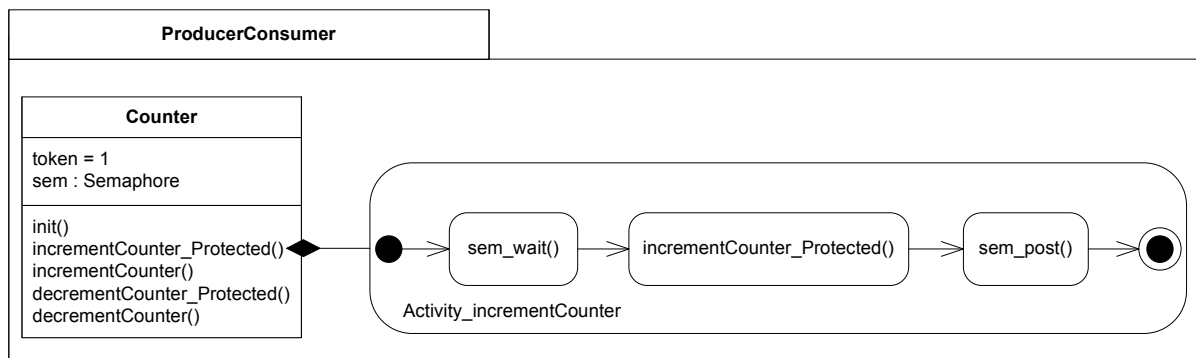 ProducerConsumer
Counter
token = 1
sem : Semaphore
init()
incrementCounter_Protected()
incrementCounter()
decrementCounter_Protected()
decrementCounter()
sem_wait()
incrementCounter_Protected()
sem_post()
Activity_incrementCounter